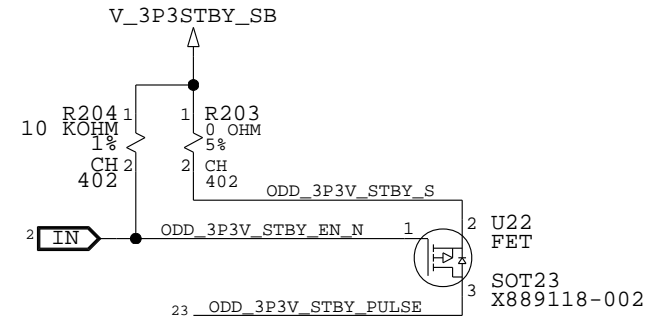 V_3P3STBY_SB
R204 1
10 KOHM
1%
CH 2
402
1 R203
0 OHM
5%
2 CH
402
ODD_3P3V_STBY_S
2 IN
ODD_3P3V_STBY_EN_N 1
2 U22
FET
SOT23
3 X889118-002
23 ODD_3P3V_STBY_PULSE